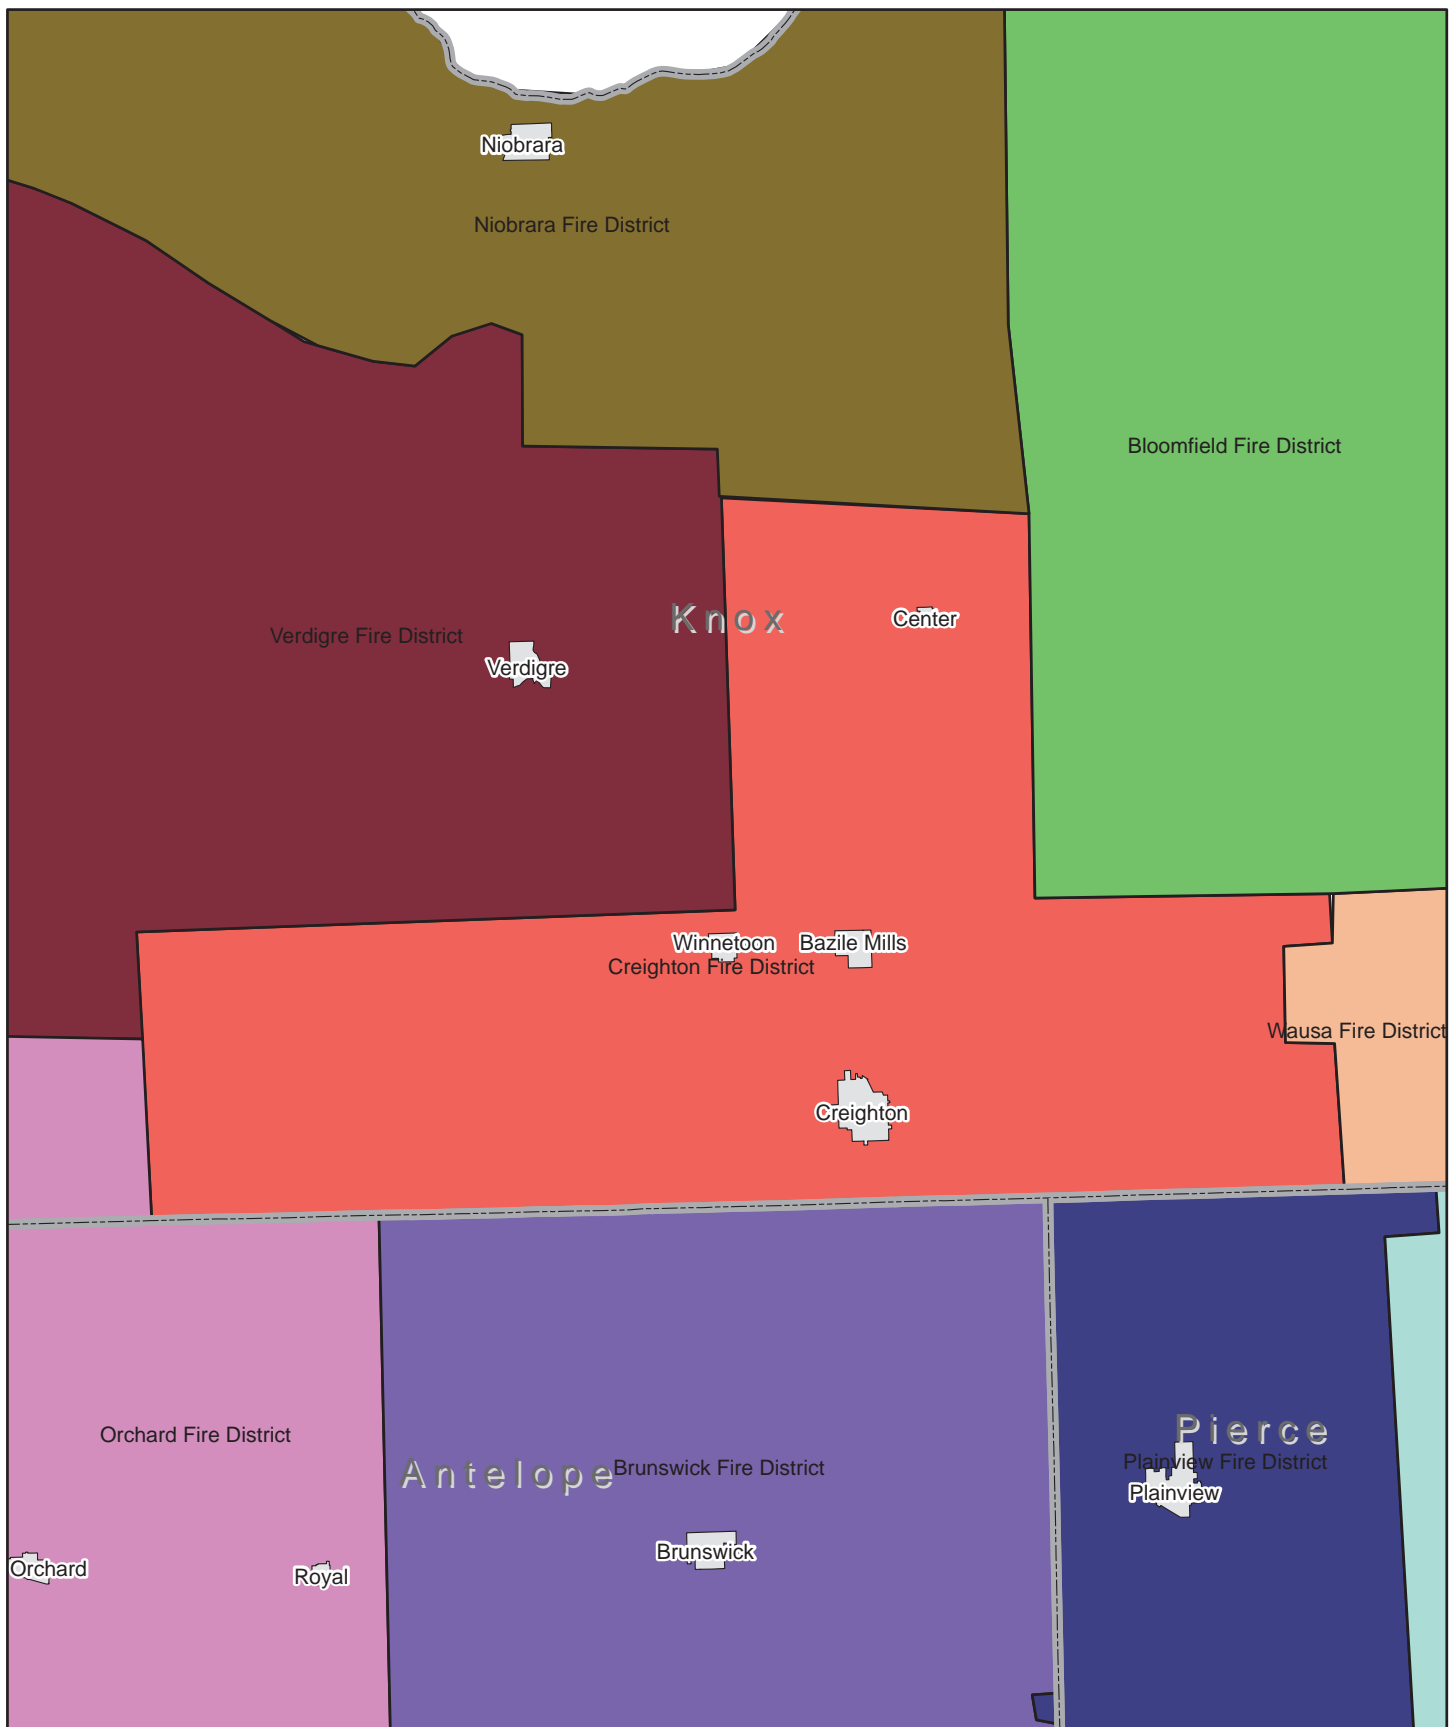 Niobrara
Niobrara Fire District
Bloomfield Fire District
Knox
Center
Verdigre Fire District
Verdigre
Winnetoon
Bazile Mills
Creighton Fire District
Wausa Fire District
Creighton
Pierce
Orchard Fire District
Plainview Fire District
Antelope
Brunswick Fire District
Plainview
Brunswick
Orchard
Royal